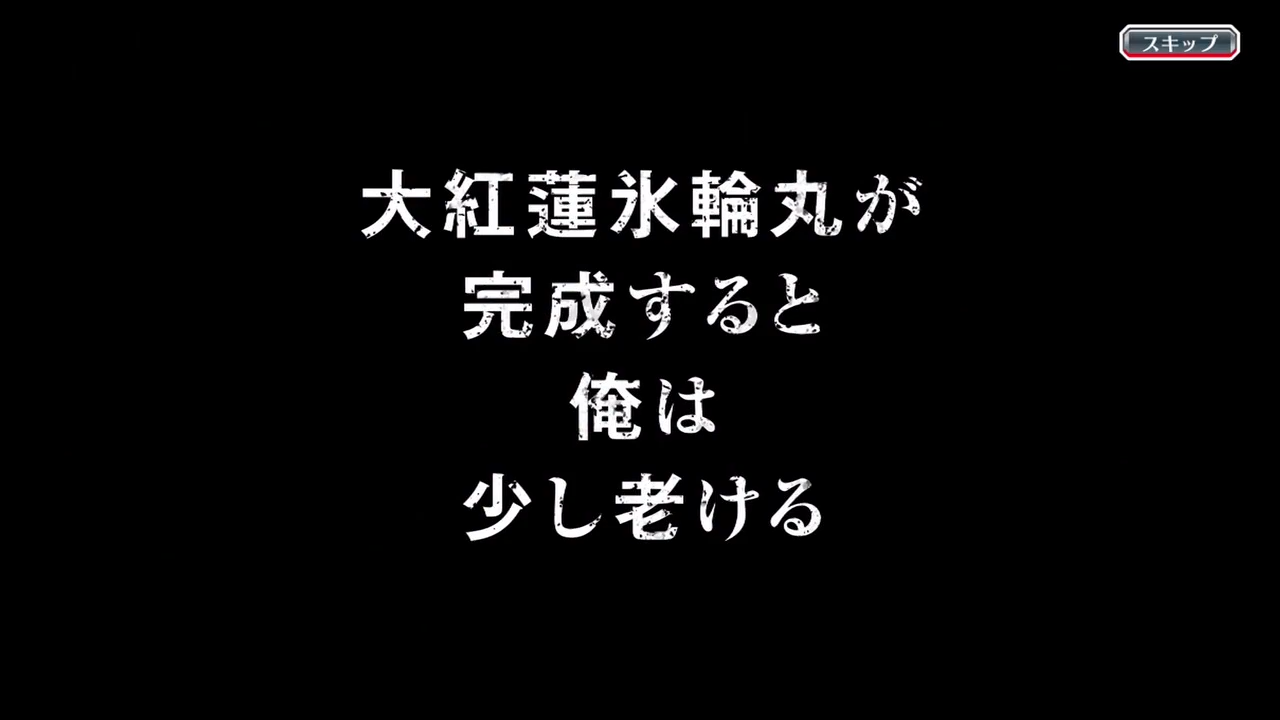 スキップ
大紅蓮氷輪丸が
完成すると
俺は
少し老ける